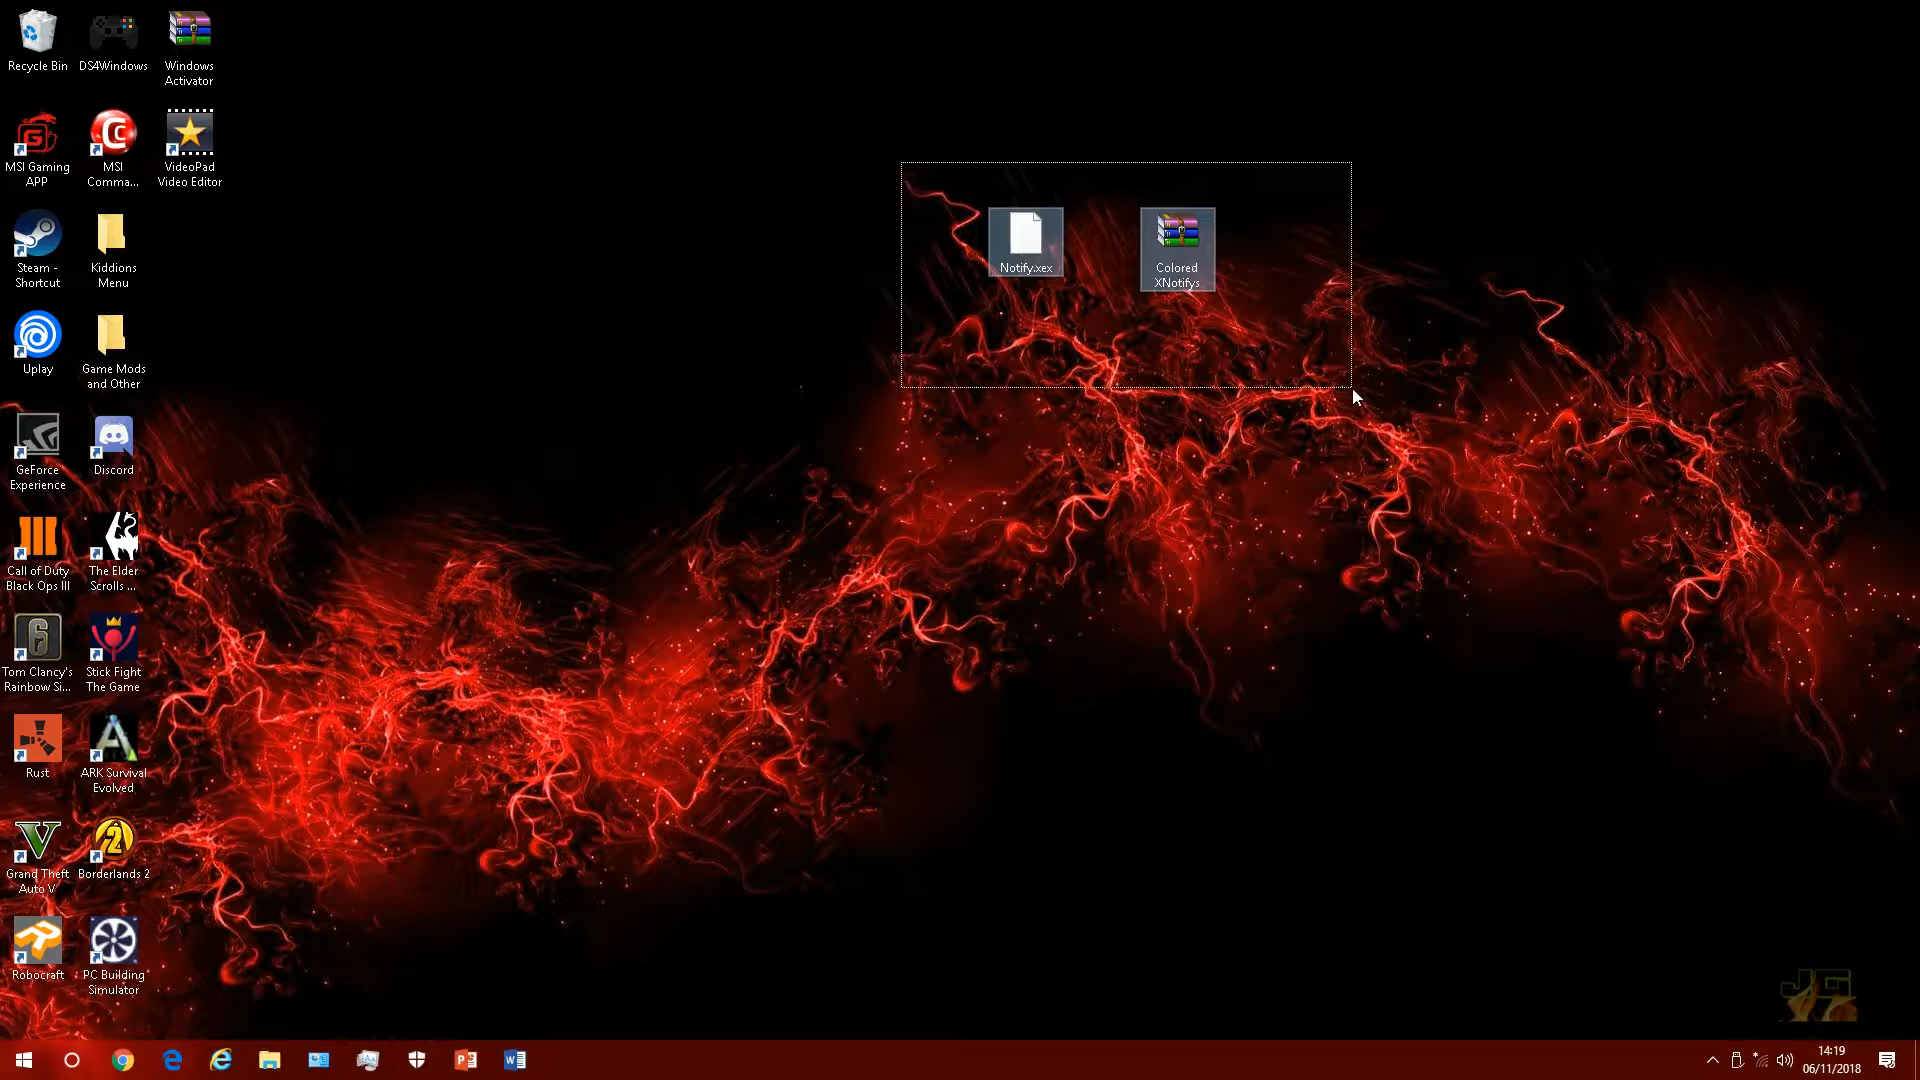 Recycle Bin
DS4Windows
Windows
Activator
MSI Gaming
APP
MSI
Comma...
VideoPad
Video Editor
Steam -
Shortcut
Kiddions
Menu
Uplay
Game Mods
and Other
GeForce
Experience
Discord
Call of Duty
Black Ops III
The Elder
Scrolls ...
Tom Clancy's
Rainbow Si...
Stick Fight
The Game
Rust
ARK Survival
Evolved
Grand Theft
Auto V
Borderlands 2
Robocraft
PC Building
Simulator
Notify.xex
Colored
XNotifys
JG
14:19
06/11/2018